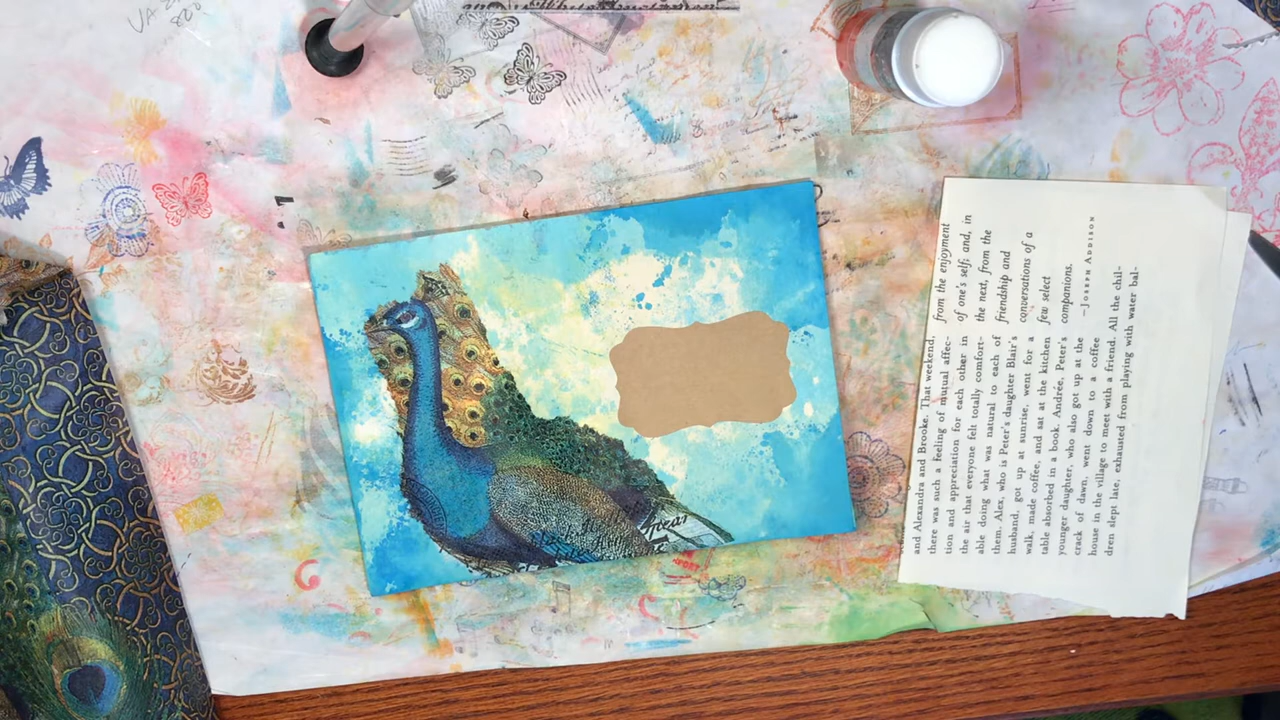 from the enjoyment
of one's self; and, in
the next, from the
friendship and
conversations of a
few select
companions.
—JOSEPH ADDISON
and Alexandra and Brooke. That weekend,
there was such a feeling of mutual affec-
tion and appreciation for each other in
the air that everyone felt totally comfort-
able doing what was natural to each of
them. Alex, who is Peter's daughter Blair's
husband, got up at sunrise, went for a
walk, made coffee, and sat at the kitchen
table absorbed in a book. Andrée, Peter's
younger daughter, who also got up at the
crack of dawn, went down to a coffee
house in the village to meet with a friend. All the chil-
dren slept late, exhausted from playing with water bal-